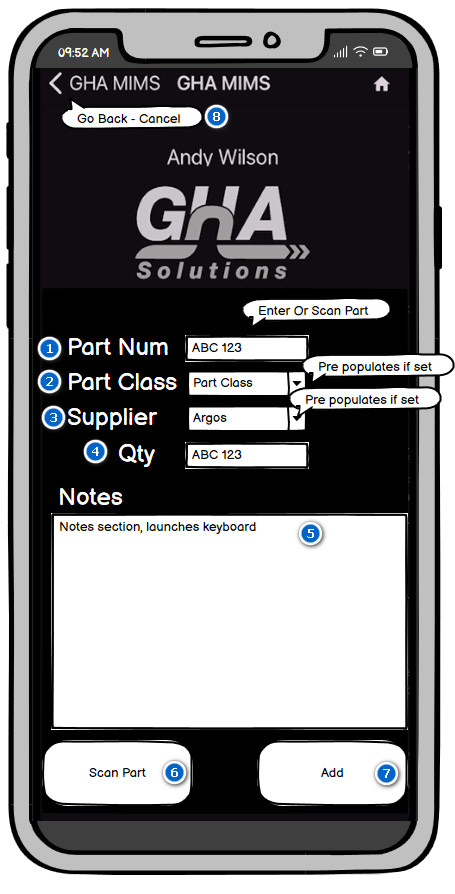 09:52 AM
GHA MIMS GHA MIMS
Go Back - Cancel 8
Andy Wilson
GHA
Solutions
Enter Or Scan Part
1 Part Num ABC 123
Pre populates if set
2 Part Class Part Class
Pre populates if set
3 Supplier Argos
4 Qty ABC 123
Notes
Notes section, launches keyboard 5
Scan Part 6 Add 7